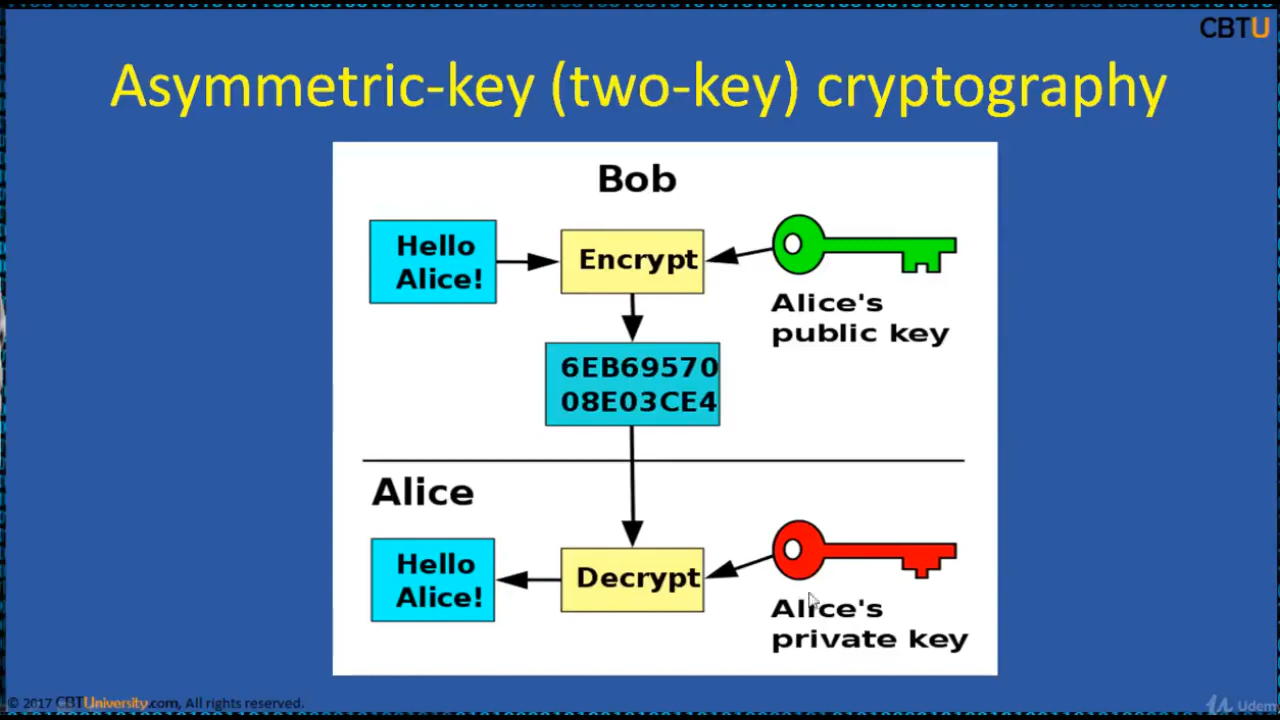 CBTU
Asymmetric-key (two-key) cryptography
Bob
Hello
Alice!
Encrypt
Alice's
public key
6EB69570
08E03CE4
Alice
Hello
Alice!
Decrypt
Alice's
private key
© 2017 CBTUniversity.com, All rights reserved.
Udem